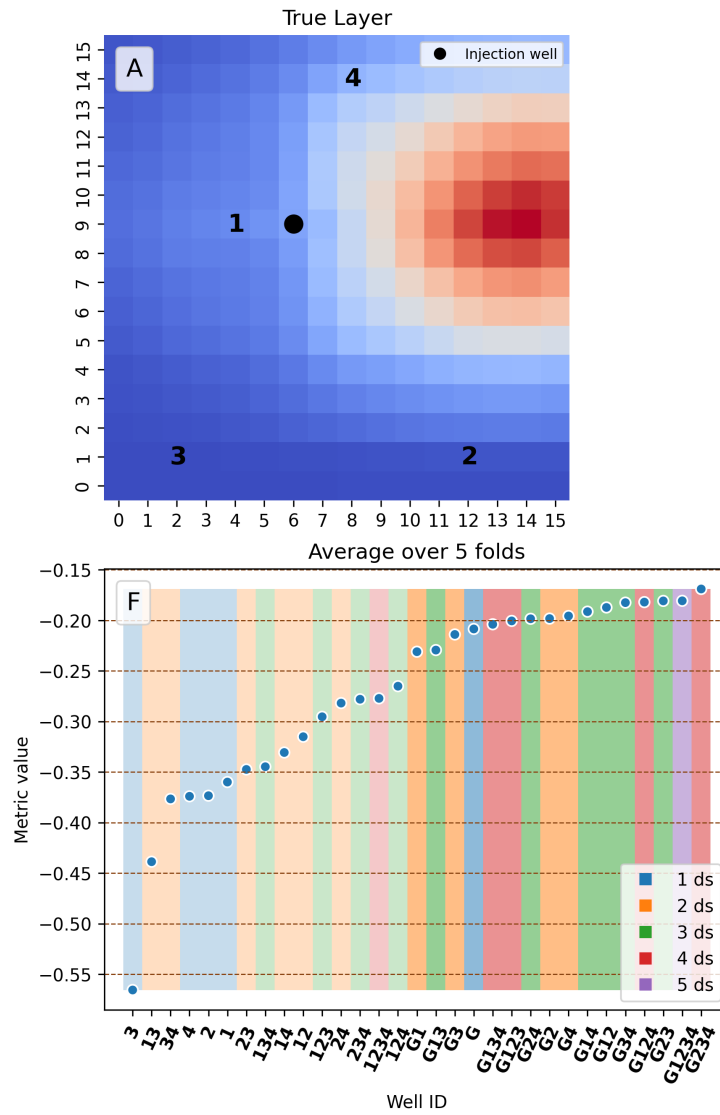 True Layer
A
Injection well
15
14
13
12
11
10
9
8
7
6
5
4
3
2
1
0
4
1
3
2
0 1 2 3 4 5 6 7 8 9 10 11 12 13 14 15
Average over 5 folds
F
−0.15
−0.20
−0.25
−0.30
−0.35
−0.40
−0.45
−0.50
−0.55
Metric value
1 ds
2 ds
3 ds
4 ds
5 ds
3 13 34 4 2 1 23 134 14 12 123 24 234 1234 124 G1 G13 G3 G G134 G123 G24 G2 G4 G14 G12 G34 G124 G23 G1234 G234
Well ID